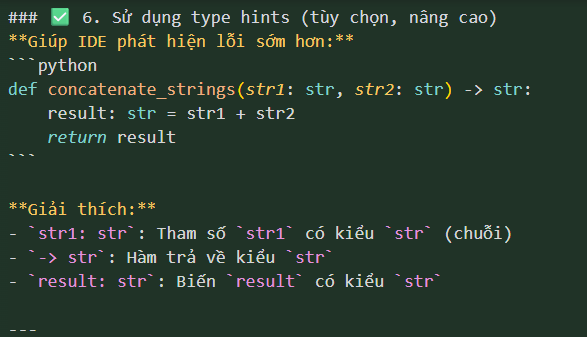 ### ✅ 6. Sử dụng type hints (tùy chọn, nâng cao)
**Giúp IDE phát hiện lỗi sớm hơn:**
```python
def concatenate_strings(str1: str, str2: str) -> str:
    result: str = str1 + str2
    return result
```

**Giải thích:**
- `str1: str`: Tham số `str1` có kiểu `str` (chuỗi)
- `-> str`: Hàm trả về kiểu `str`
- `result: str`: Biến `result` có kiểu `str`

---